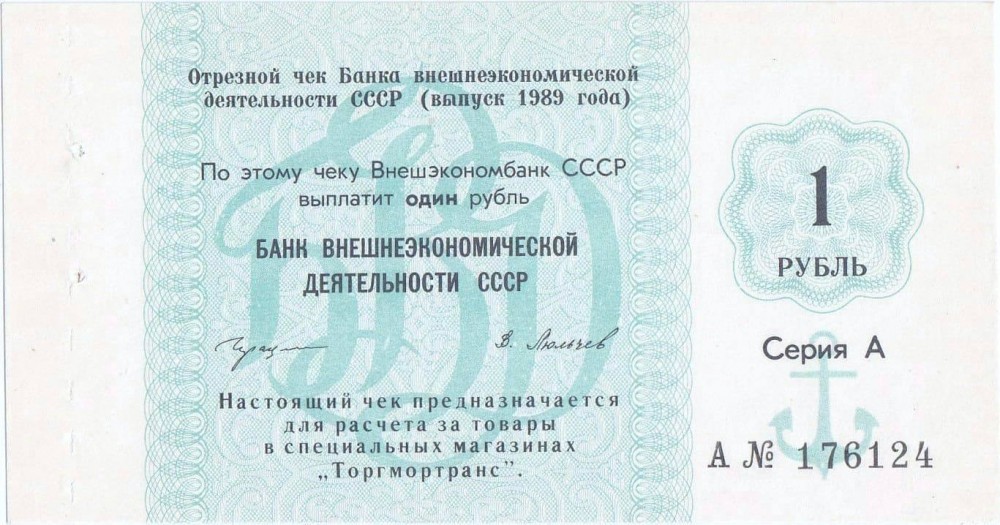 Отрезной чек Банка внешнеэкономической
деятельности СССР (выпуск 1989 года)
По этому чеку Внешэкономбанк СССР
выплатит один рубль
БАНК ВНЕШНЕЭКОНОМИЧЕСКОЙ
ДЕЯТЕЛЬНОСТИ СССР
В. Люльчев
Настоящий чек предназначается
для расчета за товары
в специальных магазинах
„Торгмортранс".
1
РУБЛЬ
Серия А
А № 176124